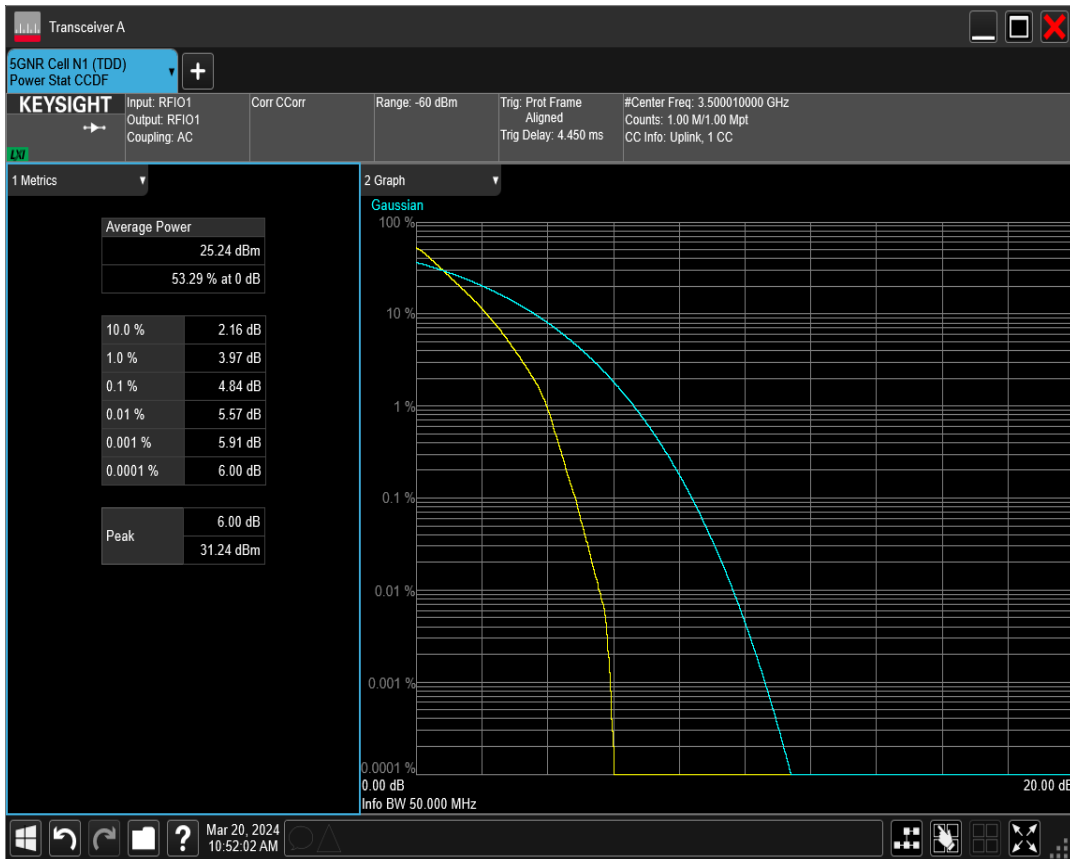 Transceiver A
5GNR Cell N1 (TDD)
Power Stat CCDF
KEYSIGHT
LXI
Input: RFIO1
Output: RFIO1
Coupling: AC
Corr CCorr
Range: -60 dBm
Trig: Prot Frame
Aligned
Trig Delay: 4.450 ms
#Center Freq: 3.500010000 GHz
Counts: 1.00 M/1.00 Mpt
CC Info: Uplink, 1 CC
1 Metrics
Average Power
25.24 dBm
53.29 % at 0 dB
10.0 % 2.16 dB
1.0 % 3.97 dB
0.1 % 4.84 dB
0.01 % 5.57 dB
0.001 % 5.91 dB
0.0001 % 6.00 dB
Peak
6.00 dB
31.24 dBm
2 Graph
Gaussian
100 %
10 %
1 %
0.1 %
0.01 %
0.001 %
0.0001 %
0.00 dB
20.00 dB
Info BW 50.000 MHz
?
Mar 20, 2024
10:52:02 AM